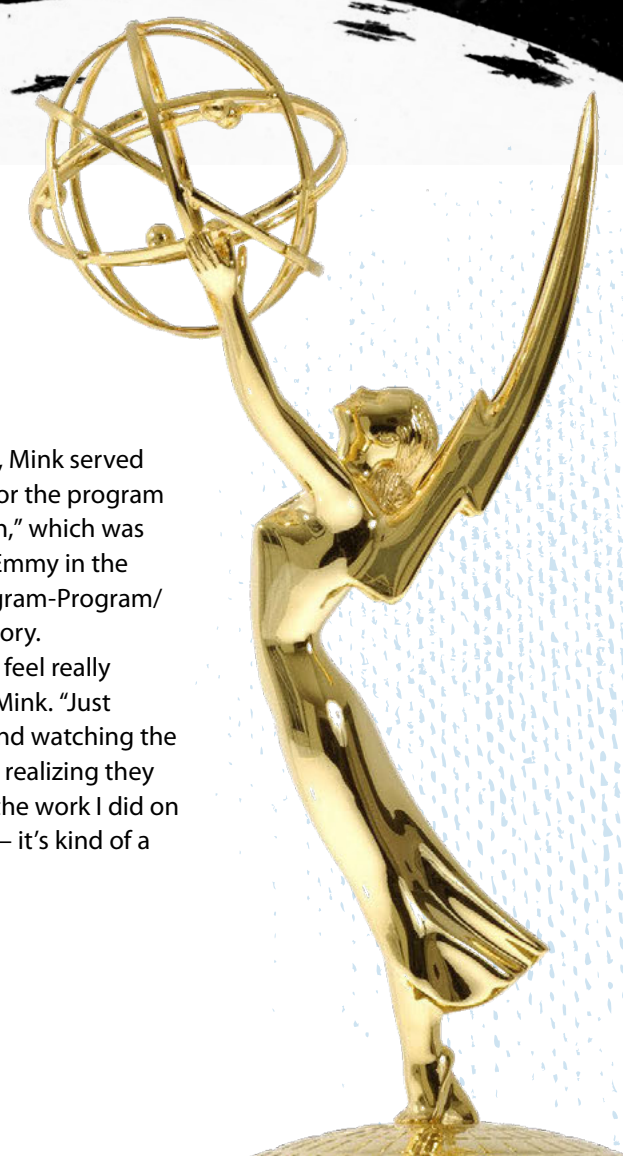 , Mink served
or the program
n,” which was
Emmy in the
gram-Program/
ory.
feel really
Mink. “Just
nd watching the
realizing they
the work I did on
– it’s kind of a